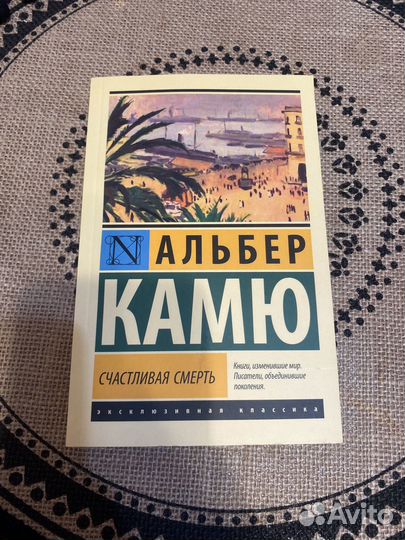 N
АЛЬБЕР
КАМЮ
СЧАСТЛИВАЯ СМЕРТЬ
Книги, изменившие мир.
Писатели, объединившие
поколения.
эксклюзивная классика
Avito